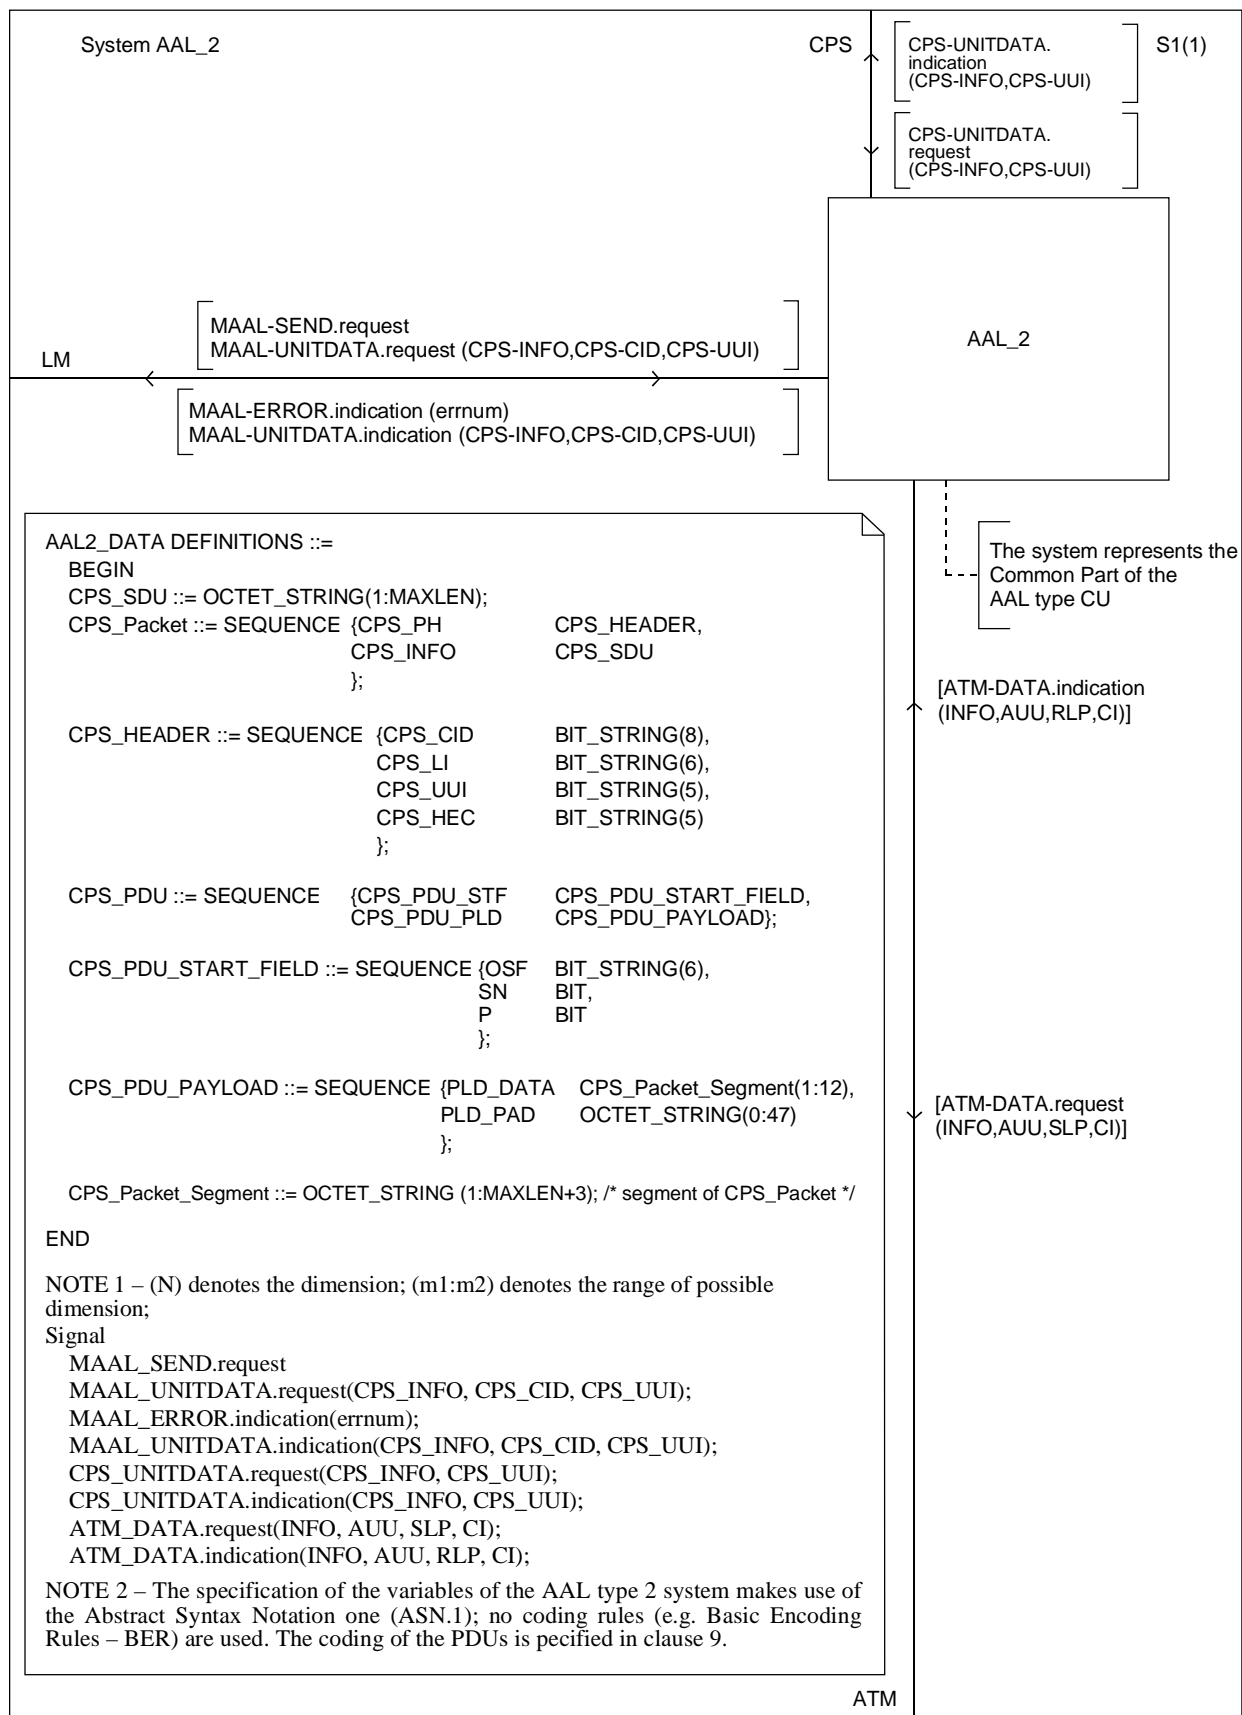 System AAL_2
CPS
CPS-UNITDATA.
indication
(CPS-INFO,CPS-UUI)
S1(1)
CPS-UNITDATA.
request
(CPS-INFO,CPS-UUI)
MAAL-SEND.request
MAAL-UNITDATA.request (CPS-INFO,CPS-CID,CPS-UUI)
LM
AAL_2
MAAL-ERROR.indication (errnum)
MAAL-UNITDATA.indication (CPS-INFO,CPS-CID,CPS-UUI)
The system represents the
Common Part of the
AAL type CU
[ATM-DATA.indication
(INFO,AUU,RLP,CI)]
[ATM-DATA.request
(INFO,AUU,SLP,CI)]
AAL2_DATA DEFINITIONS ::=
BEGIN
CPS_SDU ::= OCTET_STRING(1:MAXLEN);
CPS_Packet ::= SEQUENCE {CPS_PH CPS_HEADER,
CPS_INFO CPS_SDU
};
CPS_HEADER ::= SEQUENCE {CPS_CID BIT_STRING(8),
CPS_LI BIT_STRING(6),
CPS_UUI BIT_STRING(5),
CPS_HEC BIT_STRING(5)
};
CPS_PDU ::= SEQUENCE {CPS_PDU_STF CPS_PDU_START_FIELD,
CPS_PDU_PLD CPS_PDU_PAYLOAD};
CPS_PDU_START_FIELD ::= SEQUENCE {OSF BIT_STRING(6),
SN BIT,
P BIT
};
CPS_PDU_PAYLOAD ::= SEQUENCE {PLD_DATA CPS_Packet_Segment(1:12),
PLD_PAD OCTET_STRING(0:47)
};
CPS_Packet_Segment ::= OCTET_STRING (1:MAXLEN+3); /* segment of CPS_Packet */
END
NOTE 1 – (N) denotes the dimension; (m1:m2) denotes the range of possible
dimension;
Signal
MAAL_SEND.request
MAAL_UNITDATA.request(CPS_INFO, CPS_CID, CPS_UUI);
MAAL_ERROR.indication(errnum);
MAAL_UNITDATA.indication(CPS_INFO, CPS_CID, CPS_UUI);
CPS_UNITDATA.request(CPS_INFO, CPS_UUI);
CPS_UNITDATA.indication(CPS_INFO, CPS_UUI);
ATM_DATA.request(INFO, AUU, SLP, CI);
ATM_DATA.indication(INFO, AUU, RLP, CI);
NOTE 2 – The specification of the variables of the AAL type 2 system makes use of
the Abstract Syntax Notation one (ASN.1); no coding rules (e.g. Basic Encoding
Rules – BER) are used. The coding of the PDUs is pecified in clause 9.
ATM